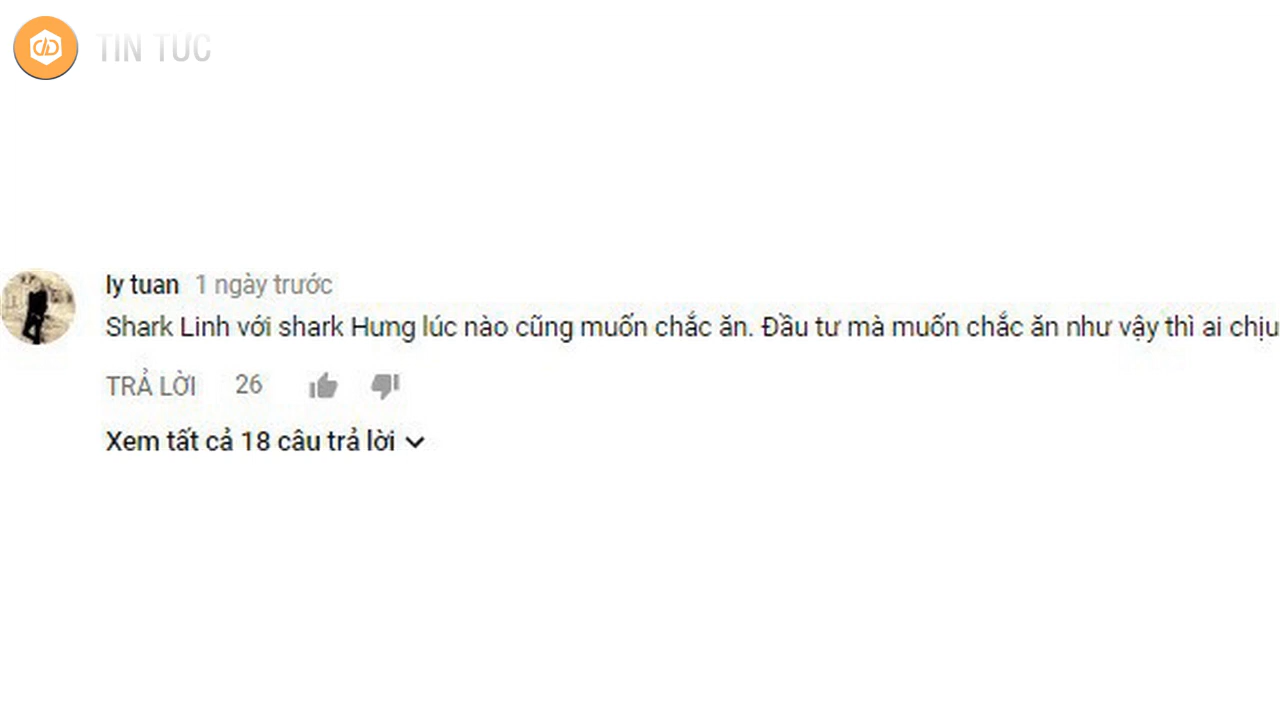 TIN TỨC
ly tuan 1 ngày trước
Shark Linh với shark Hưng lúc nào cũng muốn chắc ăn. Đầu tư mà muốn chắc ăn như vậy thì ai chịu
TRẢ LỜI 26
Xem tất cả 18 câu trả lời